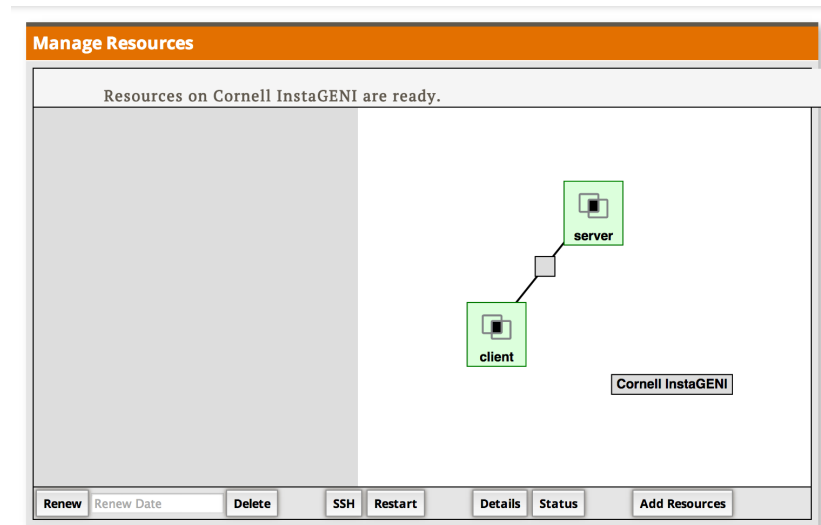 Manage Resources
Resources on Cornell InstaGENI are ready.
server
client
Cornell InstaGENI
Renew Renew Date Delete SSH Restart Details Status Add Resources